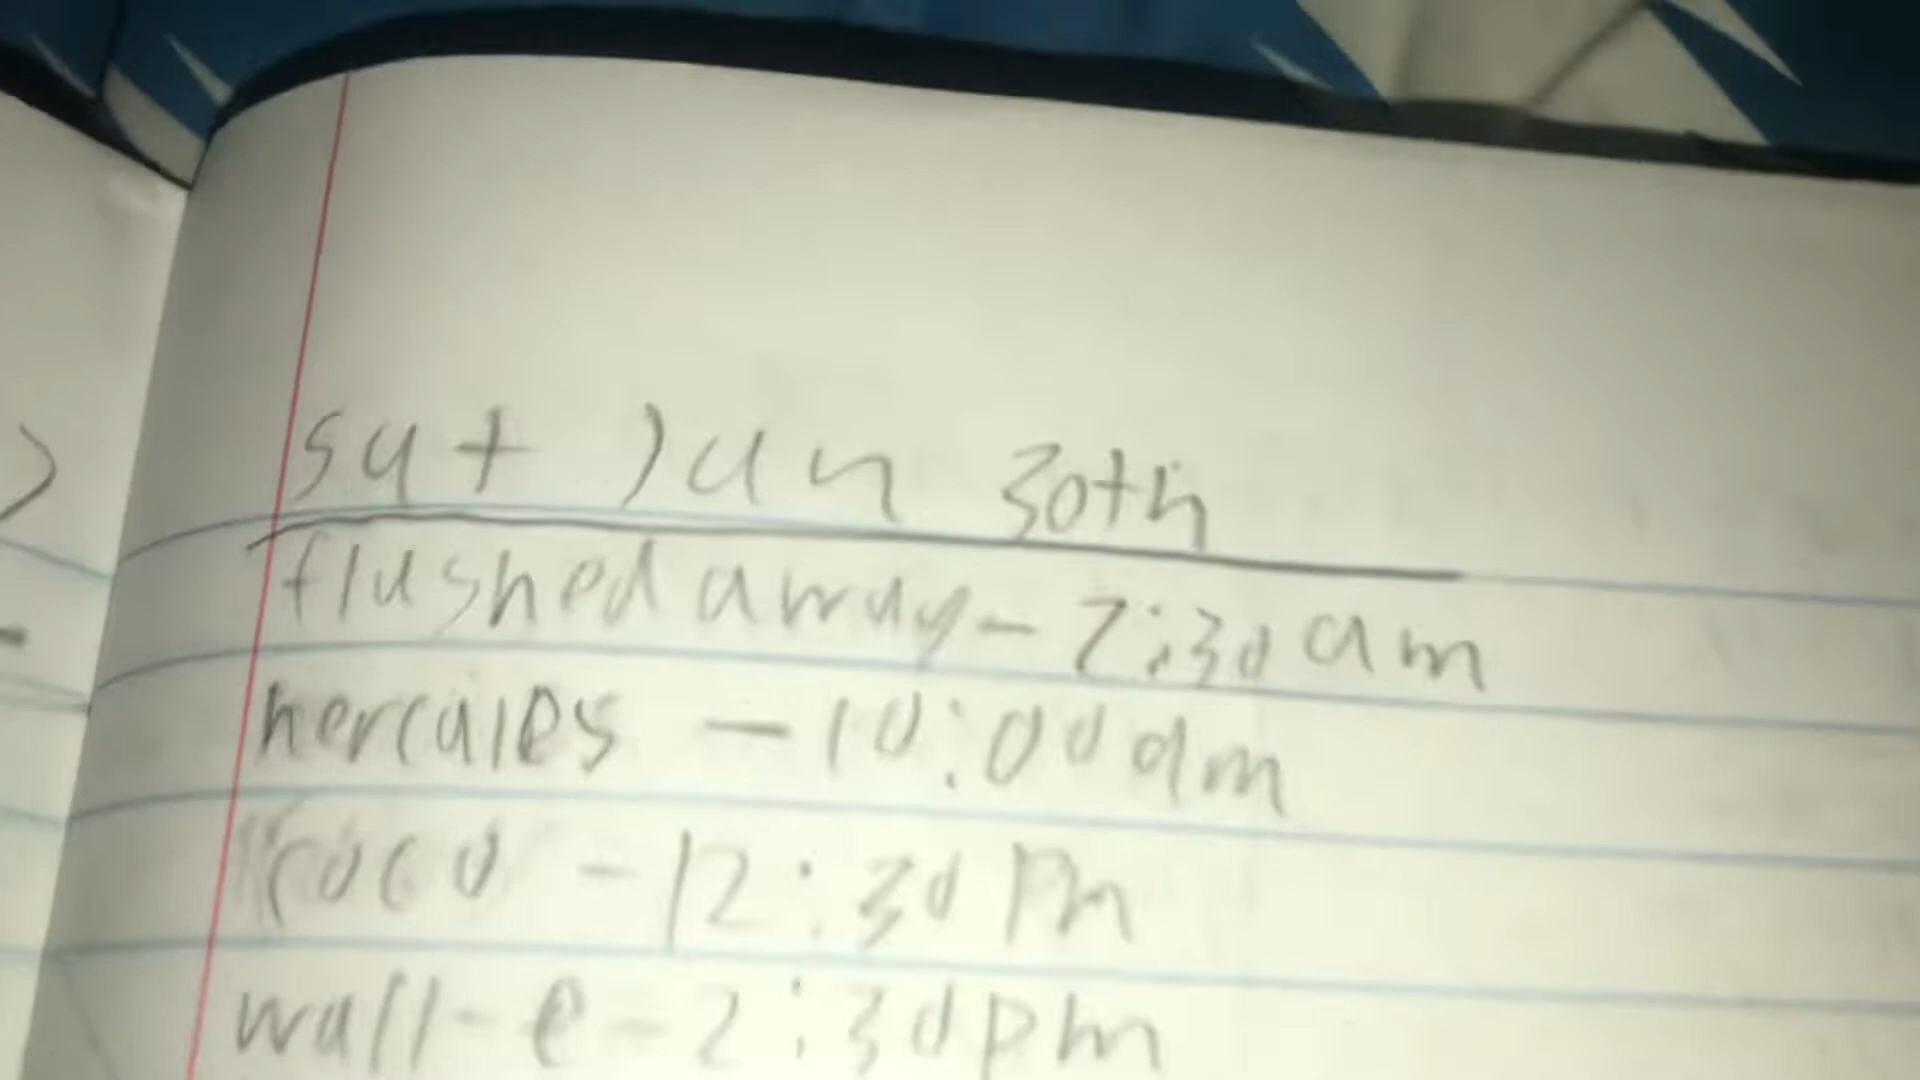 sat Jan 30th
flushed away - 7:30 am
hercules - 10:00 am
coco - 12:30 Pm
wall-e - 2:30 pm